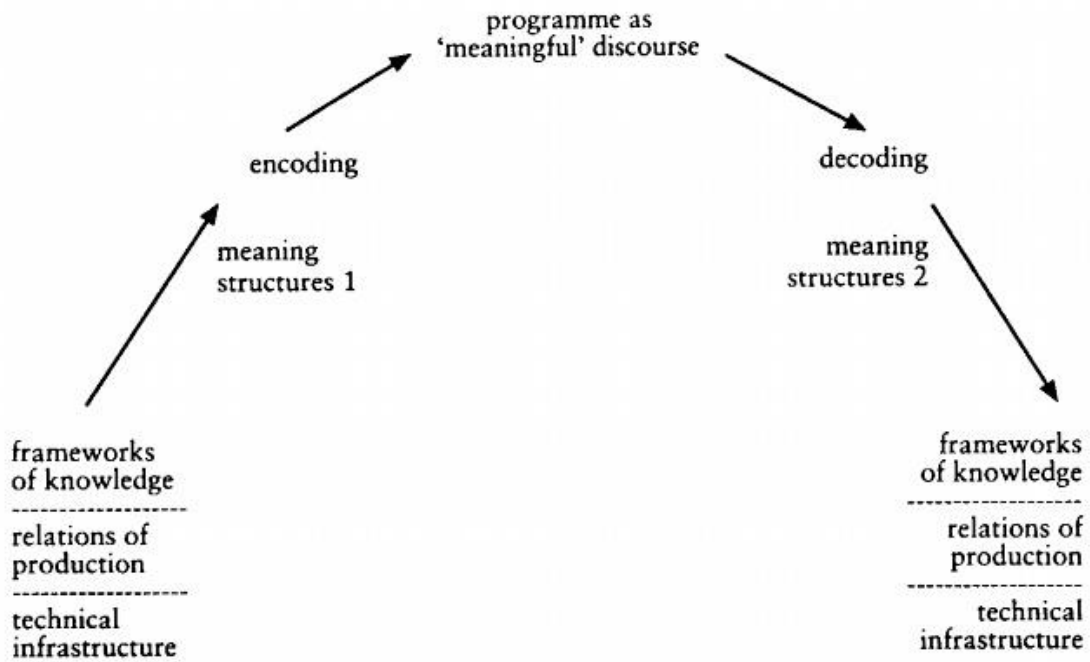 programme as
‘meaningful’ discourse
encoding
decoding
meaning
structures 1
meaning
structures 2
frameworks
of knowledge
relations of
production
technical
infrastructure
frameworks
of knowledge
relations of
production
technical
infrastructure